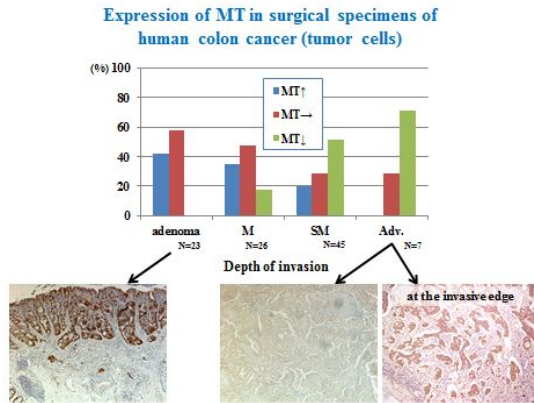 Expression of MT in surgical specimens of
human colon cancer (tumor cells)
(%) 100
80
60
40
20
0
MT↑
MT→
MT↓
adenoma M SM Adv.
N=23 N=26 N=45 N=7
Depth of invasion
at the invasive edge